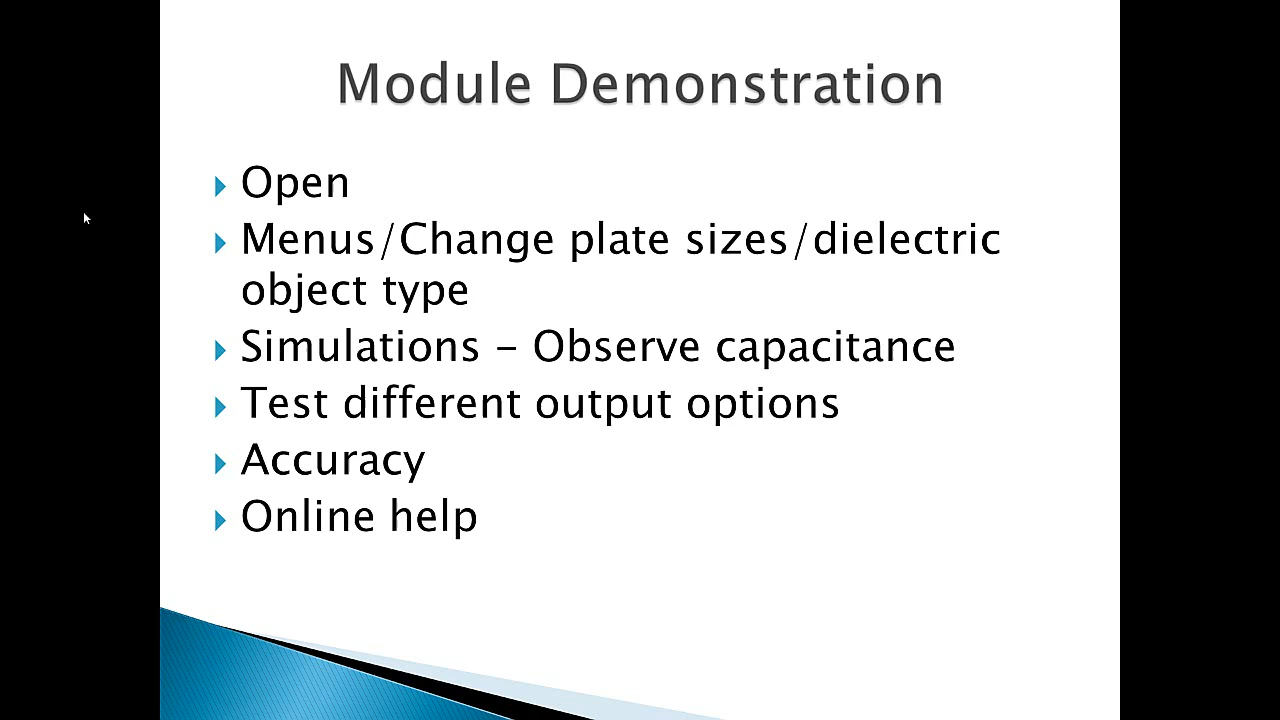 Module Demonstration
Open
Menus/Change plate sizes/dielectric
object type
Simulations – Observe capacitance
Test different output options
Accuracy
Online help